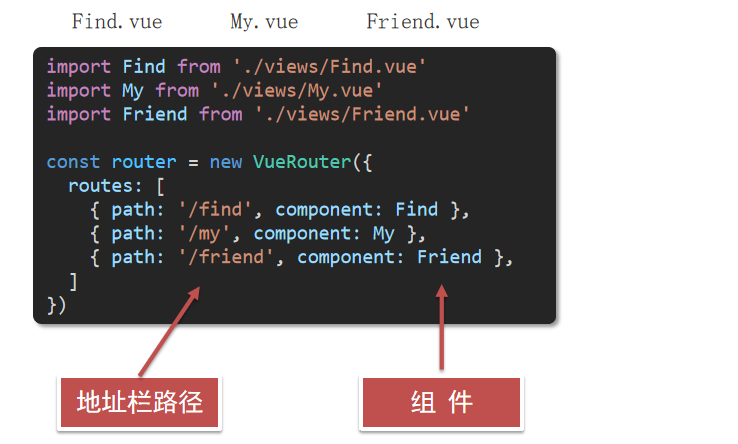 Find.vue My.vue Friend.vue
import Find from './views/Find.vue'
import My from './views/My.vue'
import Friend from './views/Friend.vue'
const router = new VueRouter({
  routes: [
    { path: '/find', component: Find },
    { path: '/my', component: My },
    { path: '/friend', component: Friend },
  ]
})
地址栏路径 组 件